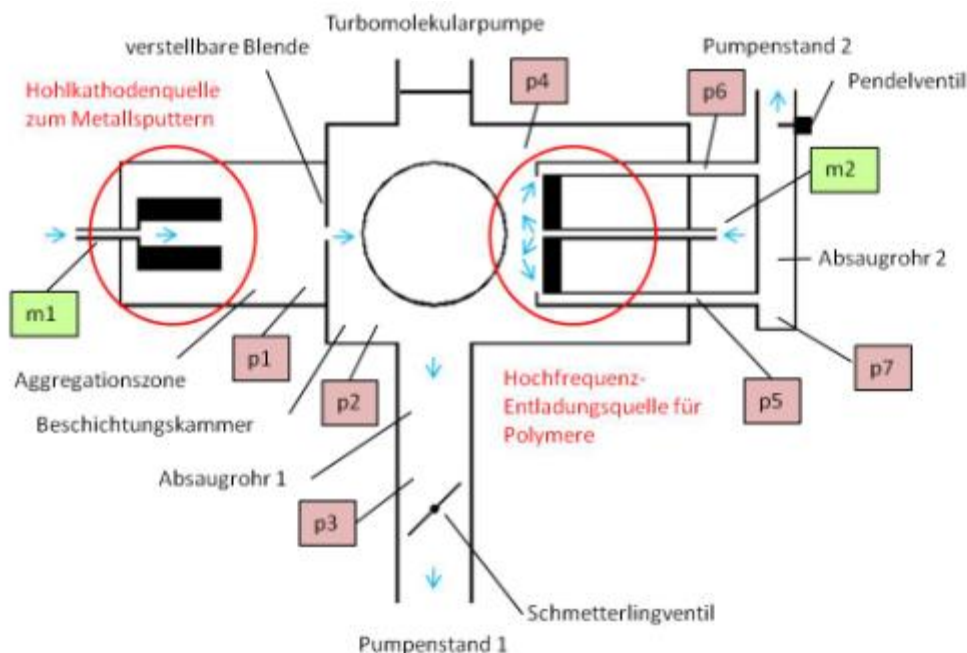 Turbomolekularpumpe
verstellbare Blende
Pumpenstand 2
Hohlkathodenquelle
zum Metallsputtern
p4
p6
Pendelventil
m2
Absaugrohr 2
m1
p1
p7
Aggregationszone
p2
Hochfrequenz-
Entladungsquelle für
Polymere
p5
Beschichtungskammer
Absaugrohr 1
p3
Schmetterlingventil
Pumpenstand 1